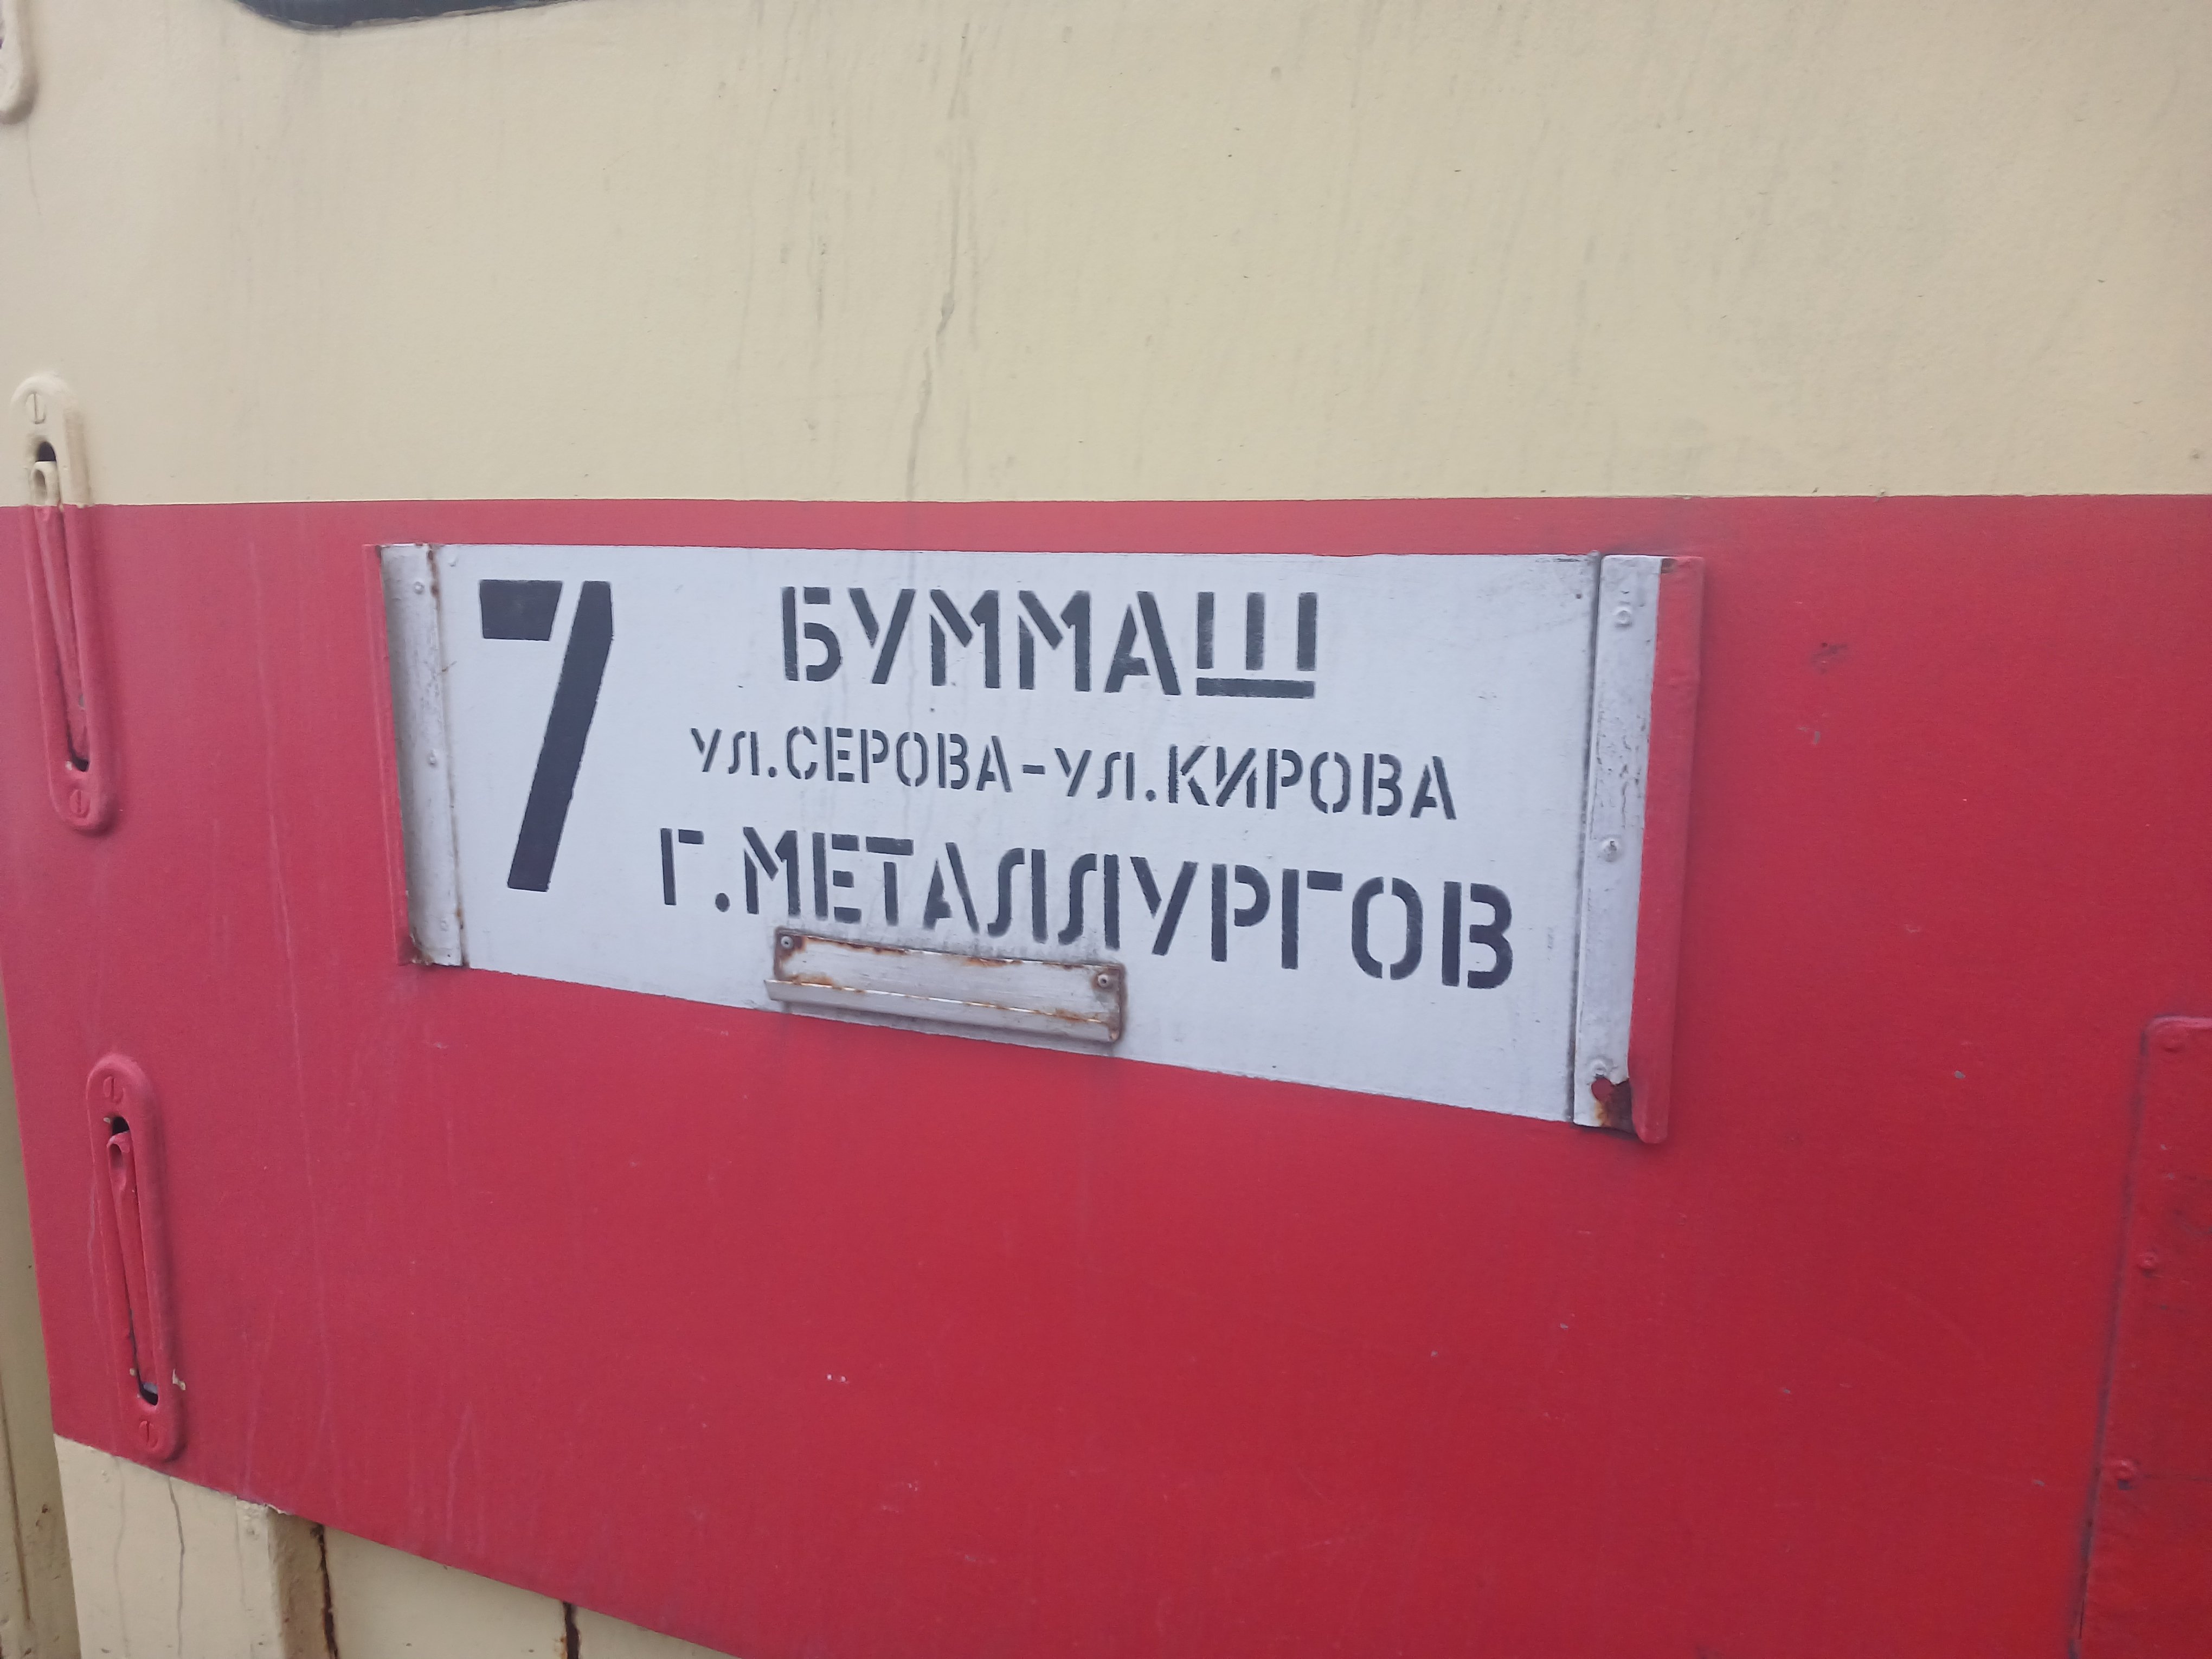 7
БУММАШ
ул.СЕРОВА-ул.КИРОВА
Г.МЕТАЛЛУРГОВ